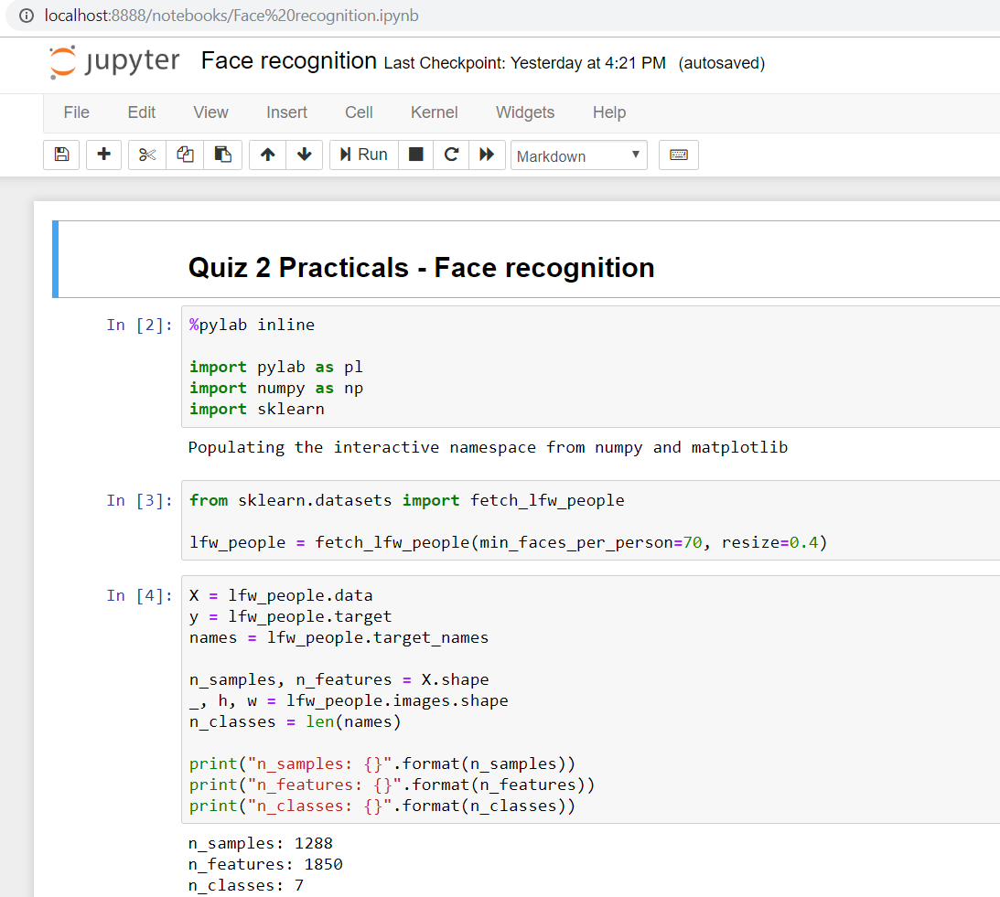 localhost:8888/notebooks/Face%20recognition.ipynb
jupyter Face recognition Last Checkpoint: Yesterday at 4:21 PM (autosaved)
File Edit View Insert Cell Kernel Widgets Help
Run Markdown
Quiz 2 Practicals - Face recognition
In [2]: %pylab inline
import pylab as pl
import numpy as np
import sklearn
Populating the interactive namespace from numpy and matplotlib
In [3]: from sklearn.datasets import fetch_lfw_people
lfw_people = fetch_lfw_people(min_faces_per_person=70, resize=0.4)
In [4]: X = lfw_people.data
y = lfw_people.target
names = lfw_people.target_names
n_samples, n_features = X.shape
_, h, w = lfw_people.images.shape
n_classes = len(names)
print("n_samples: {}".format(n_samples))
print("n_features: {}".format(n_features))
print("n_classes: {}".format(n_classes))
n_samples: 1288
n_features: 1850
n_classes: 7